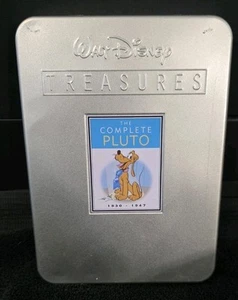 WALT DISNEY
TREASURES
THE
COMPLETE
PLUTO
1930 - 1947